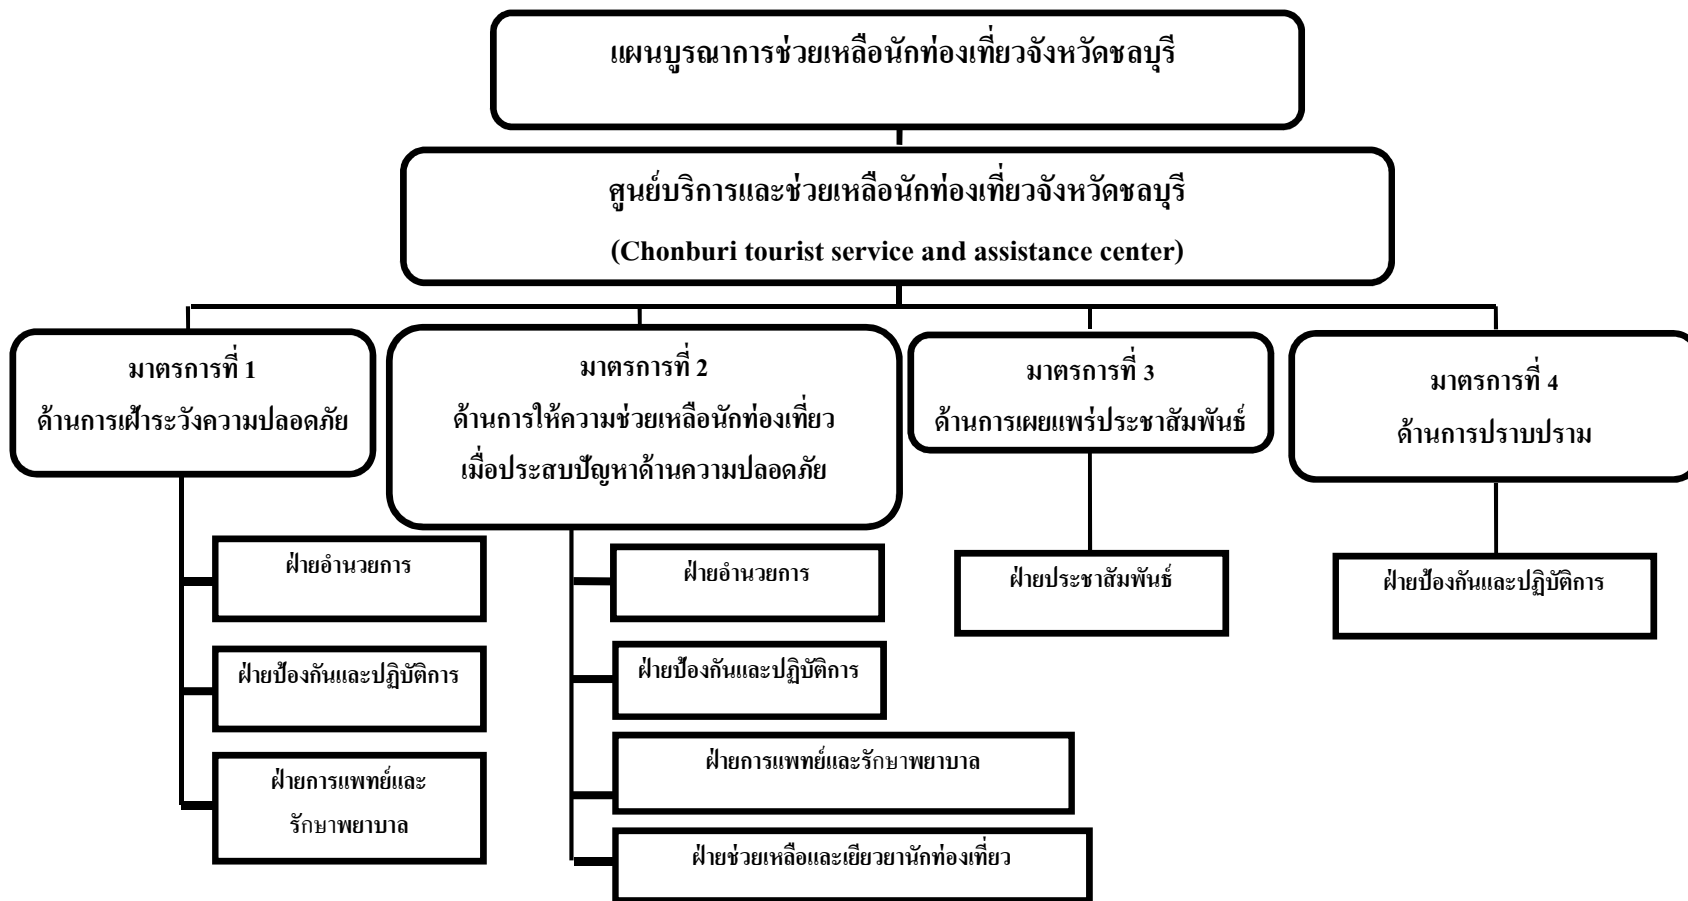 แผนบูรณาการช่วยเหลือนักท่องเที่ยวจังหวัดชลบุรี
ศูนย์บริการและช่วยเหลือนักท่องเที่ยวจังหวัดชลบุรี
(Chonburi tourist service and assistance center)
มาตรการที่ 1
ด้านการเฝ้าระวังความปลอดภัย
ฝ่ายอำนวยการ
ฝ่ายป้องกันและปฏิบัติการ
ฝ่ายการแพทย์และ
รักษาพยาบาล
มาตรการที่ 2
ด้านการให้ความช่วยเหลือนักท่องเที่ยว
เมื่อประสบปัญหาด้านความปลอดภัย
ฝ่ายอำนวยการ
ฝ่ายป้องกันและปฏิบัติการ
ฝ่ายการแพทย์และรักษาพยาบาล
ฝ่ายช่วยเหลือและเยียวยานักท่องเที่ยว
มาตรการที่ 3
ด้านการเผยแพร่ประชาสัมพันธ์
ฝ่ายประชาสัมพันธ์
มาตรการที่ 4
ด้านการปราบปราม
ฝ่ายป้องกันและปฏิบัติการ